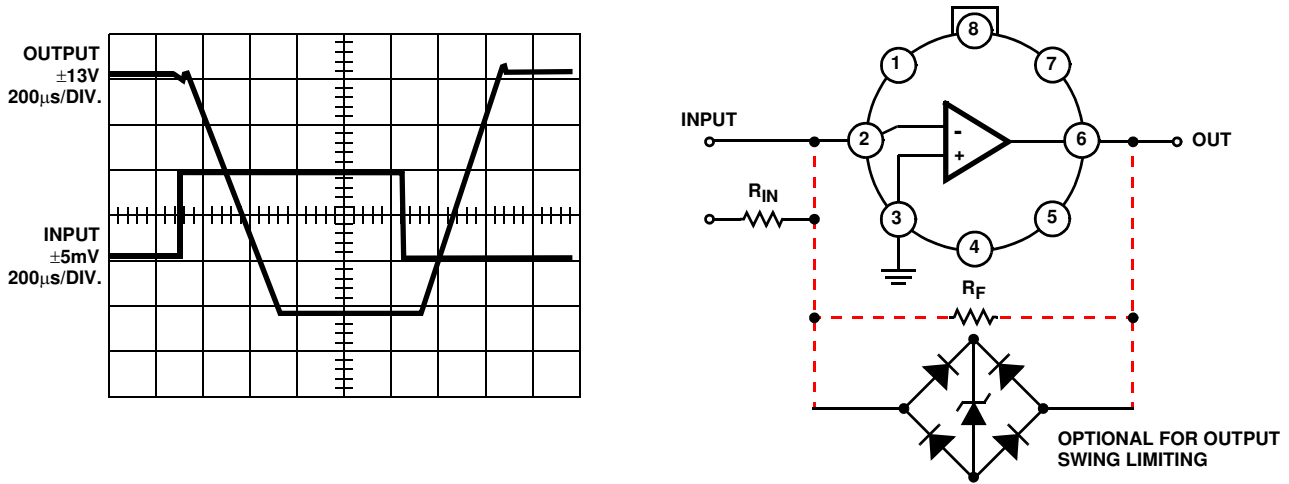 OUTPUT
±13V
200µs/DIV.
INPUT
±5mV
200µs/DIV.
8
1
7
INPUT
2
-
+
6
OUT
R_IN
3
5
4
R_F
OPTIONAL FOR OUTPUT
SWING LIMITING